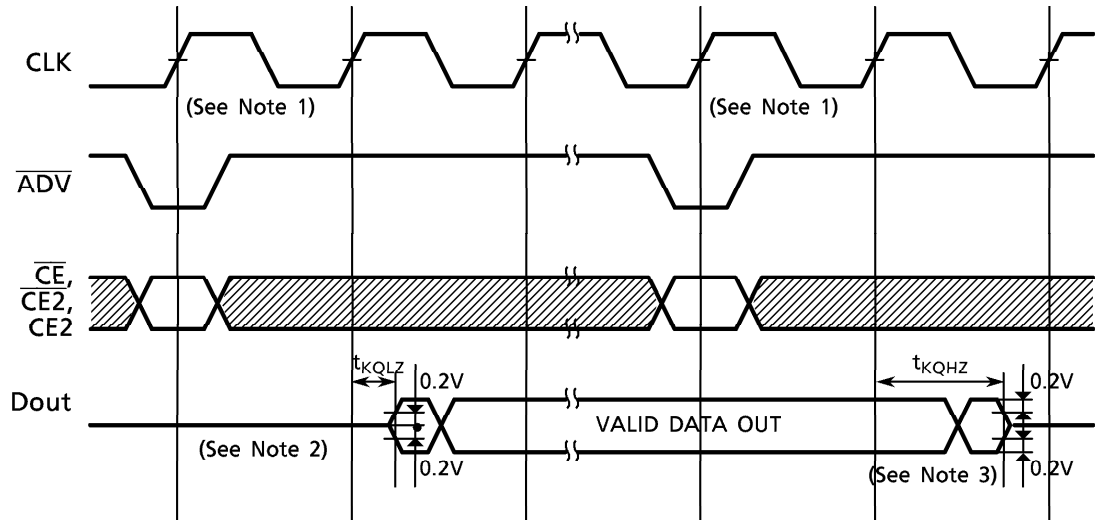 CLK
(See Note 1)
(See Note 1)
ADV
CE,
CE2,
CE2
tKQLZ
tKQHZ
0.2V
0.2V
Dout
VALID DATA OUT
(See Note 2)
0.2V
(See Note 3)
0.2V